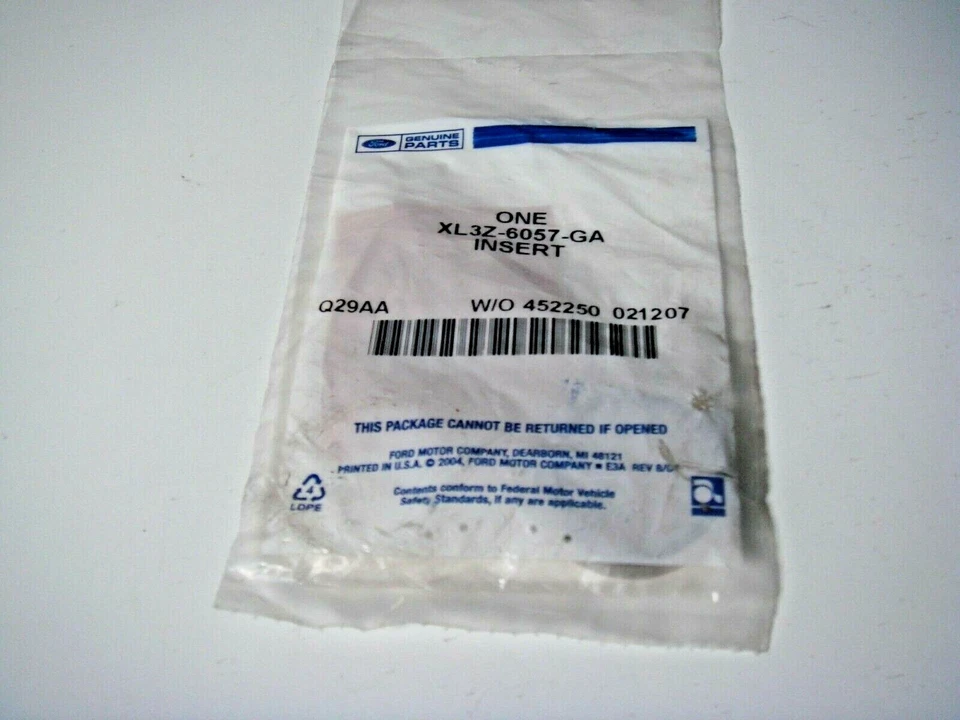 Ford GENUINE
PARTS
ONE
XL3Z-6057-GA
INSERT
Q29AA W/O 452250 021207
THIS PACKAGE CANNOT BE RETURNED IF OPENED
FORD MOTOR COMPANY, DEARBORN, MI 48121
PRINTED IN U.S.A. © 2004, FORD MOTOR COMPANY ■ E3A REV
Contents conform to Federal Motor Vehicle
Safety Standards, if any are applicable.
4
LDPE